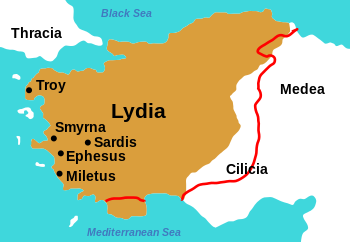 Black Sea
Thracia
Troy
Medea
Lydia
Smyrna
Sardis
Ephesus
Cilicia
Miletus
Mediterranean Sea